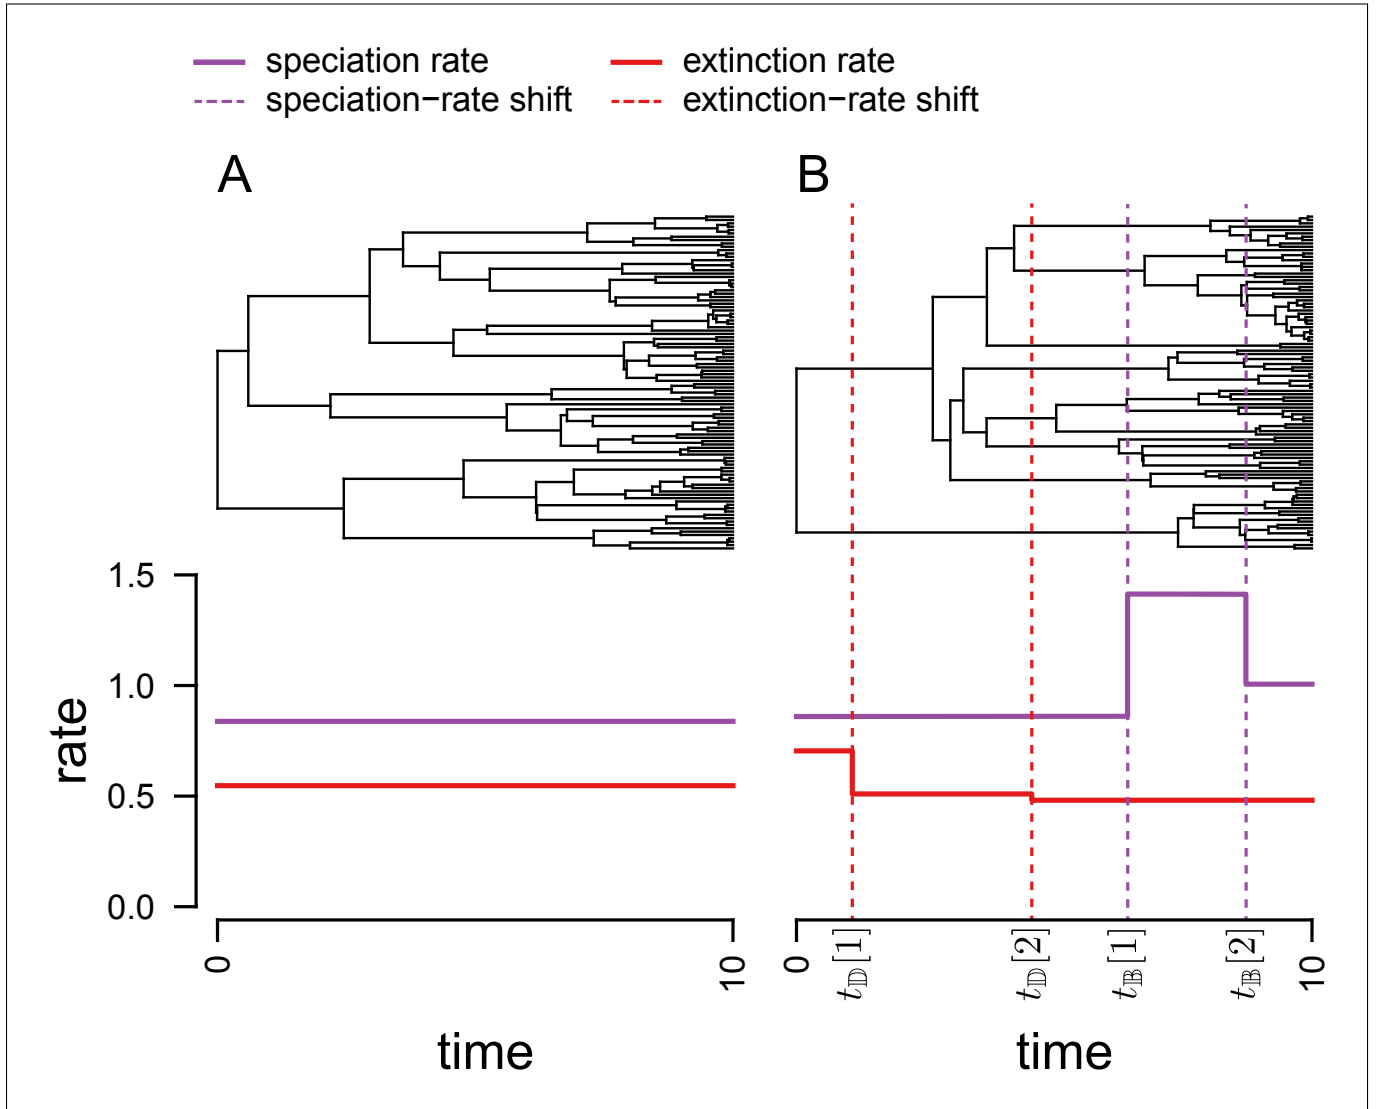 speciation rate extinction rate
speciation−rate shift extinction−rate shift
A B
1.5
1.0
0.5
0.0
rate
0 10 0 t𝔻[1] t𝔻[2] t𝔹[1] t𝔹[2] 10
time time